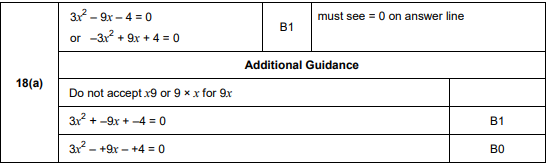 3x² – 9x – 4 = 0
or –3x² + 9x + 4 = 0
B1
must see = 0 on answer line
18(a)
Additional Guidance
Do not accept x9 or 9 × x for 9x
3x² + –9x + –4 = 0
B1
3x² – +9x – +4 = 0
B0